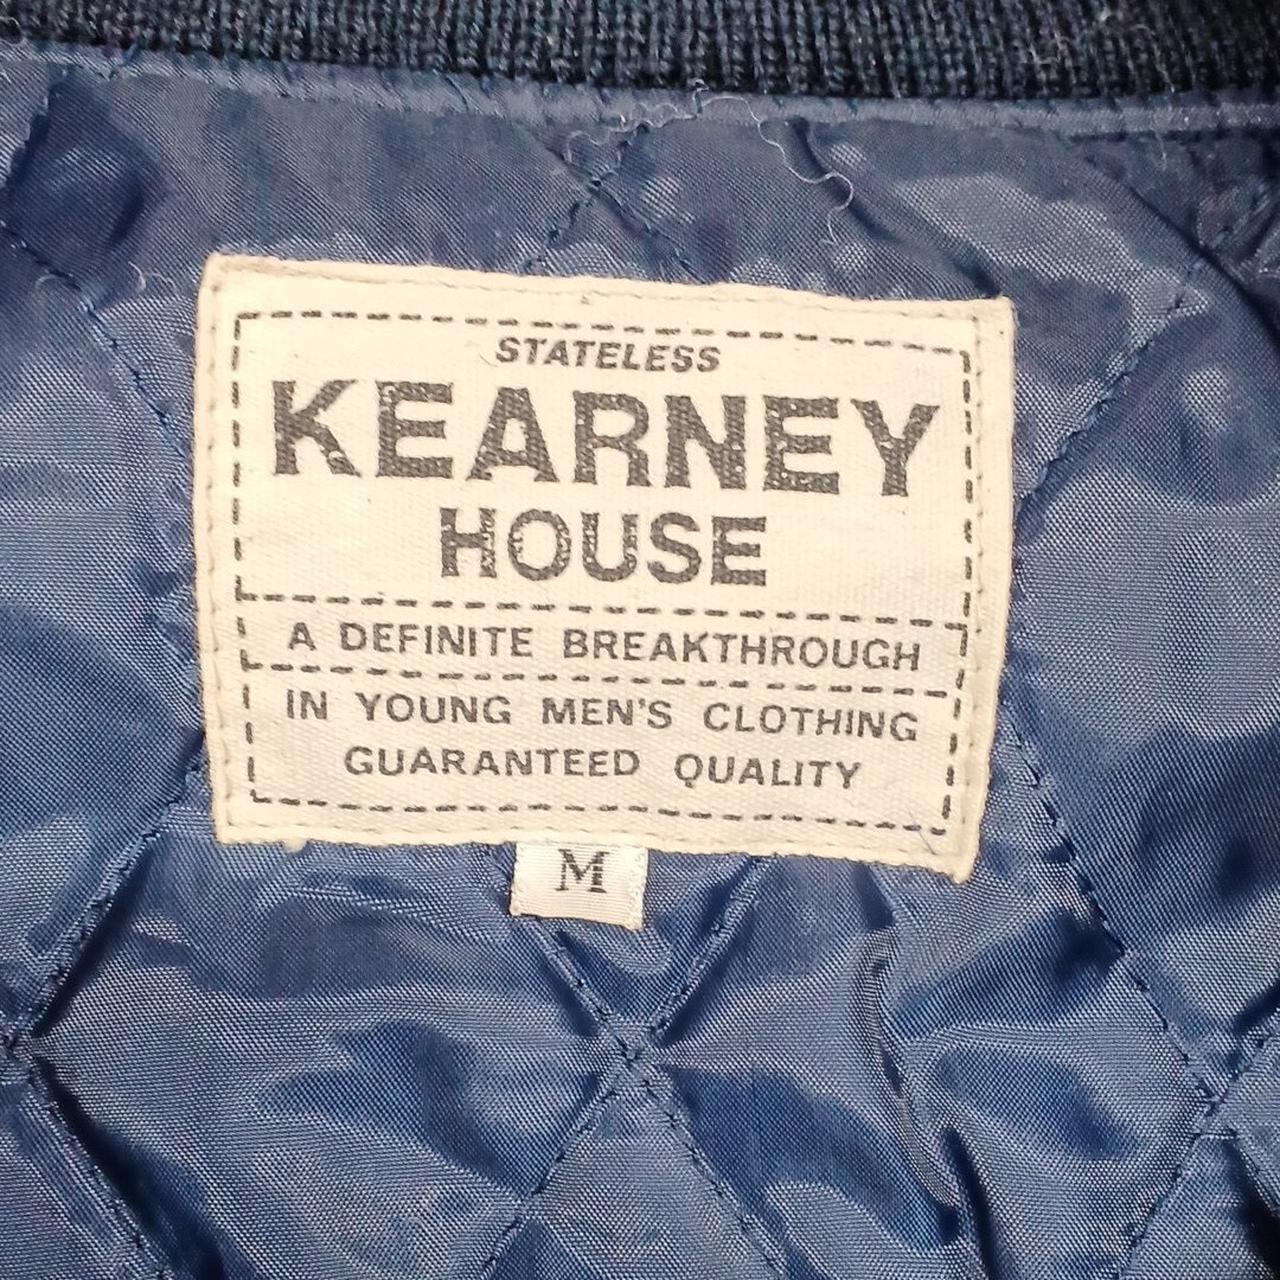 STATELESS
KEARNEY
HOUSE
A DEFINITE BREAKTHROUGH
IN YOUNG MEN'S CLOTHING
GUARANTEED QUALITY
M